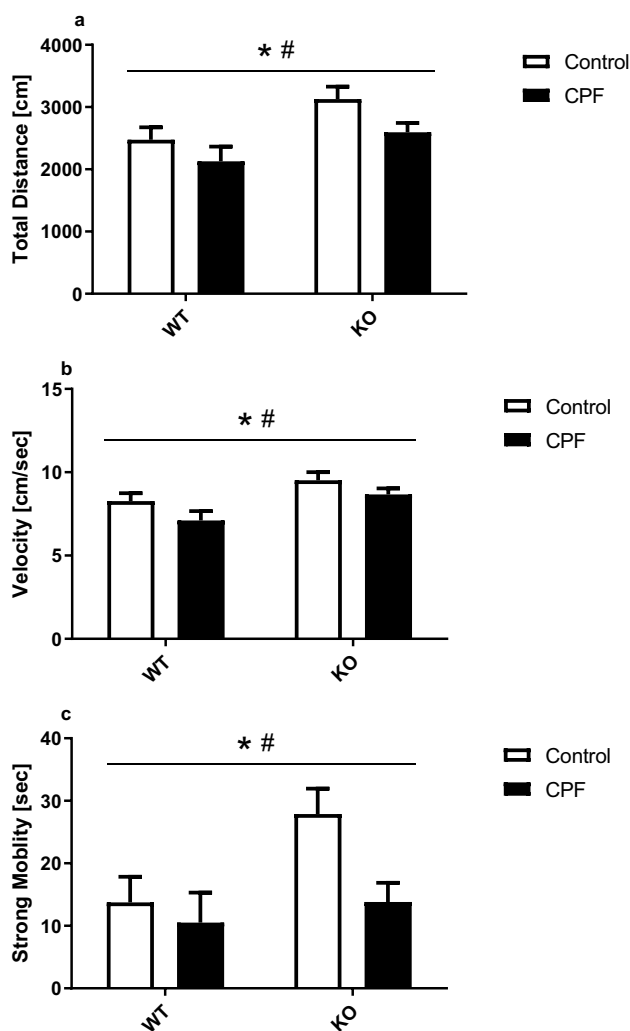 a
* #
4000
3000
2000
1000
0
Total Distance [cm]
WT
KO
Control
CPF
b
* #
15
10
5
0
Velocity [cm/sec]
WT
KO
Control
CPF
c
* #
40
30
20
10
0
Strong Moblity [sec]
WT
KO
Control
CPF